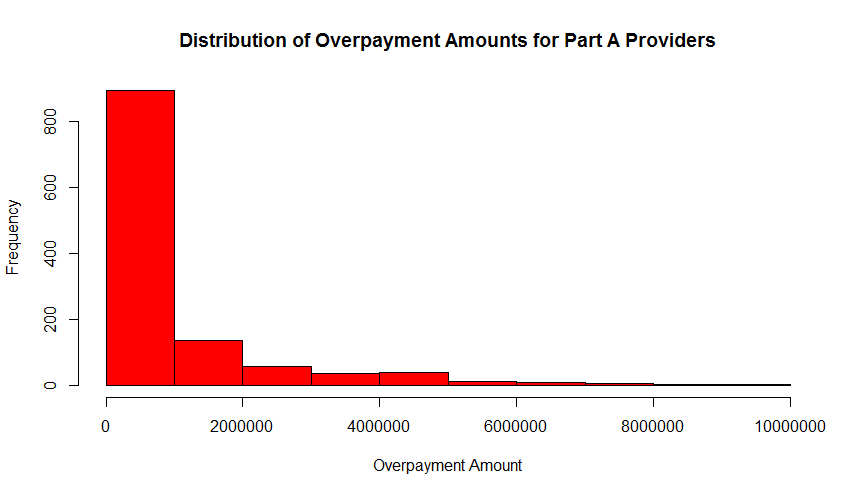 Distribution of Overpayment Amounts for Part A Providers
Frequency
800
600
400
200
0
0 2000000 4000000 6000000 8000000 10000000
Overpayment Amount